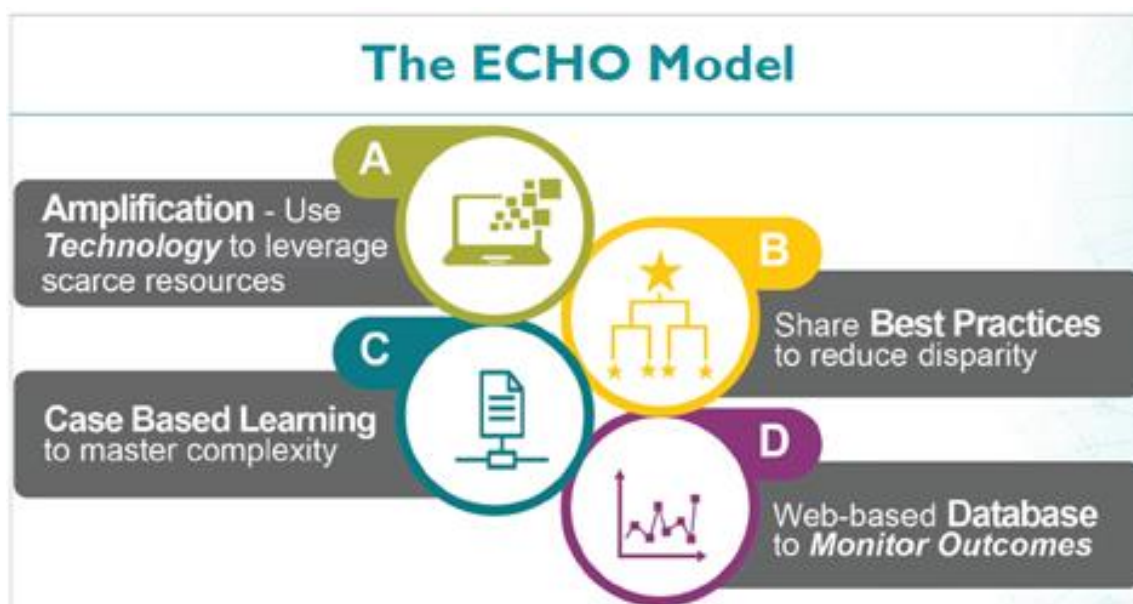 The ECHO Model
A
Amplification - Use
Technology to leverage
scarce resources
B
Share Best Practices
to reduce disparity
C
Case Based Learning
to master complexity
D
Web-based Database
to Monitor Outcomes